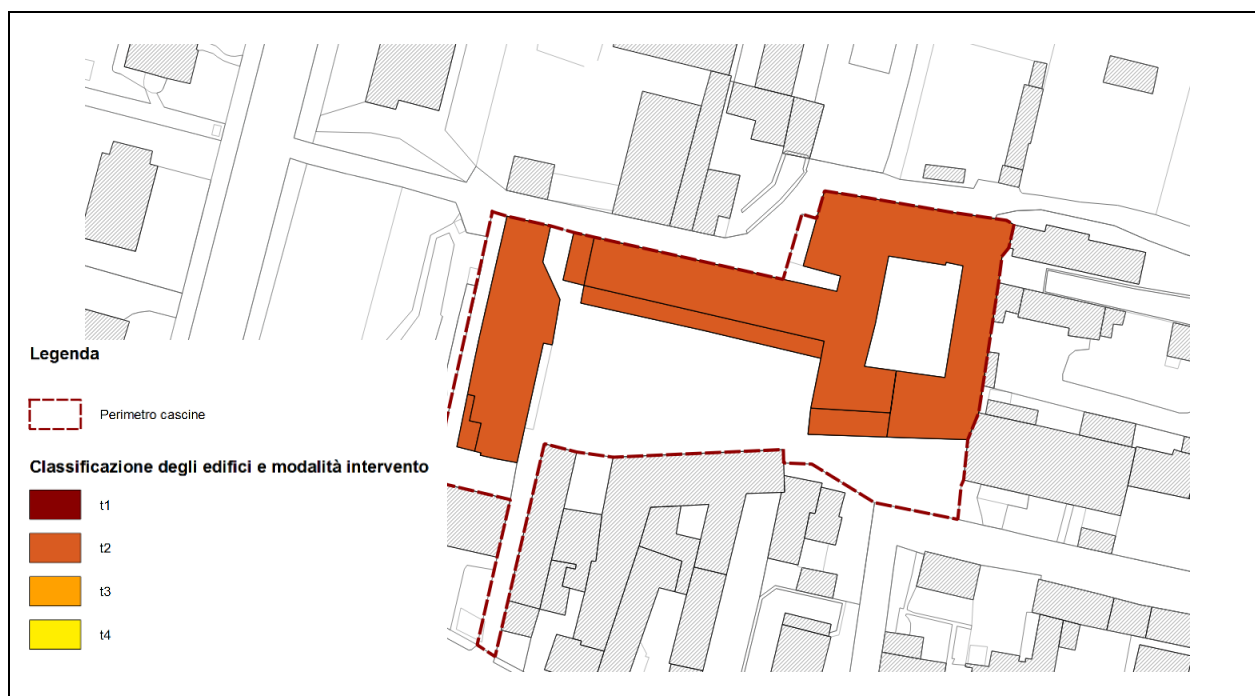 Legenda
Perimetro cascine
Classificazione degli edifici e modalità intervento
t1
t2
t3
t4